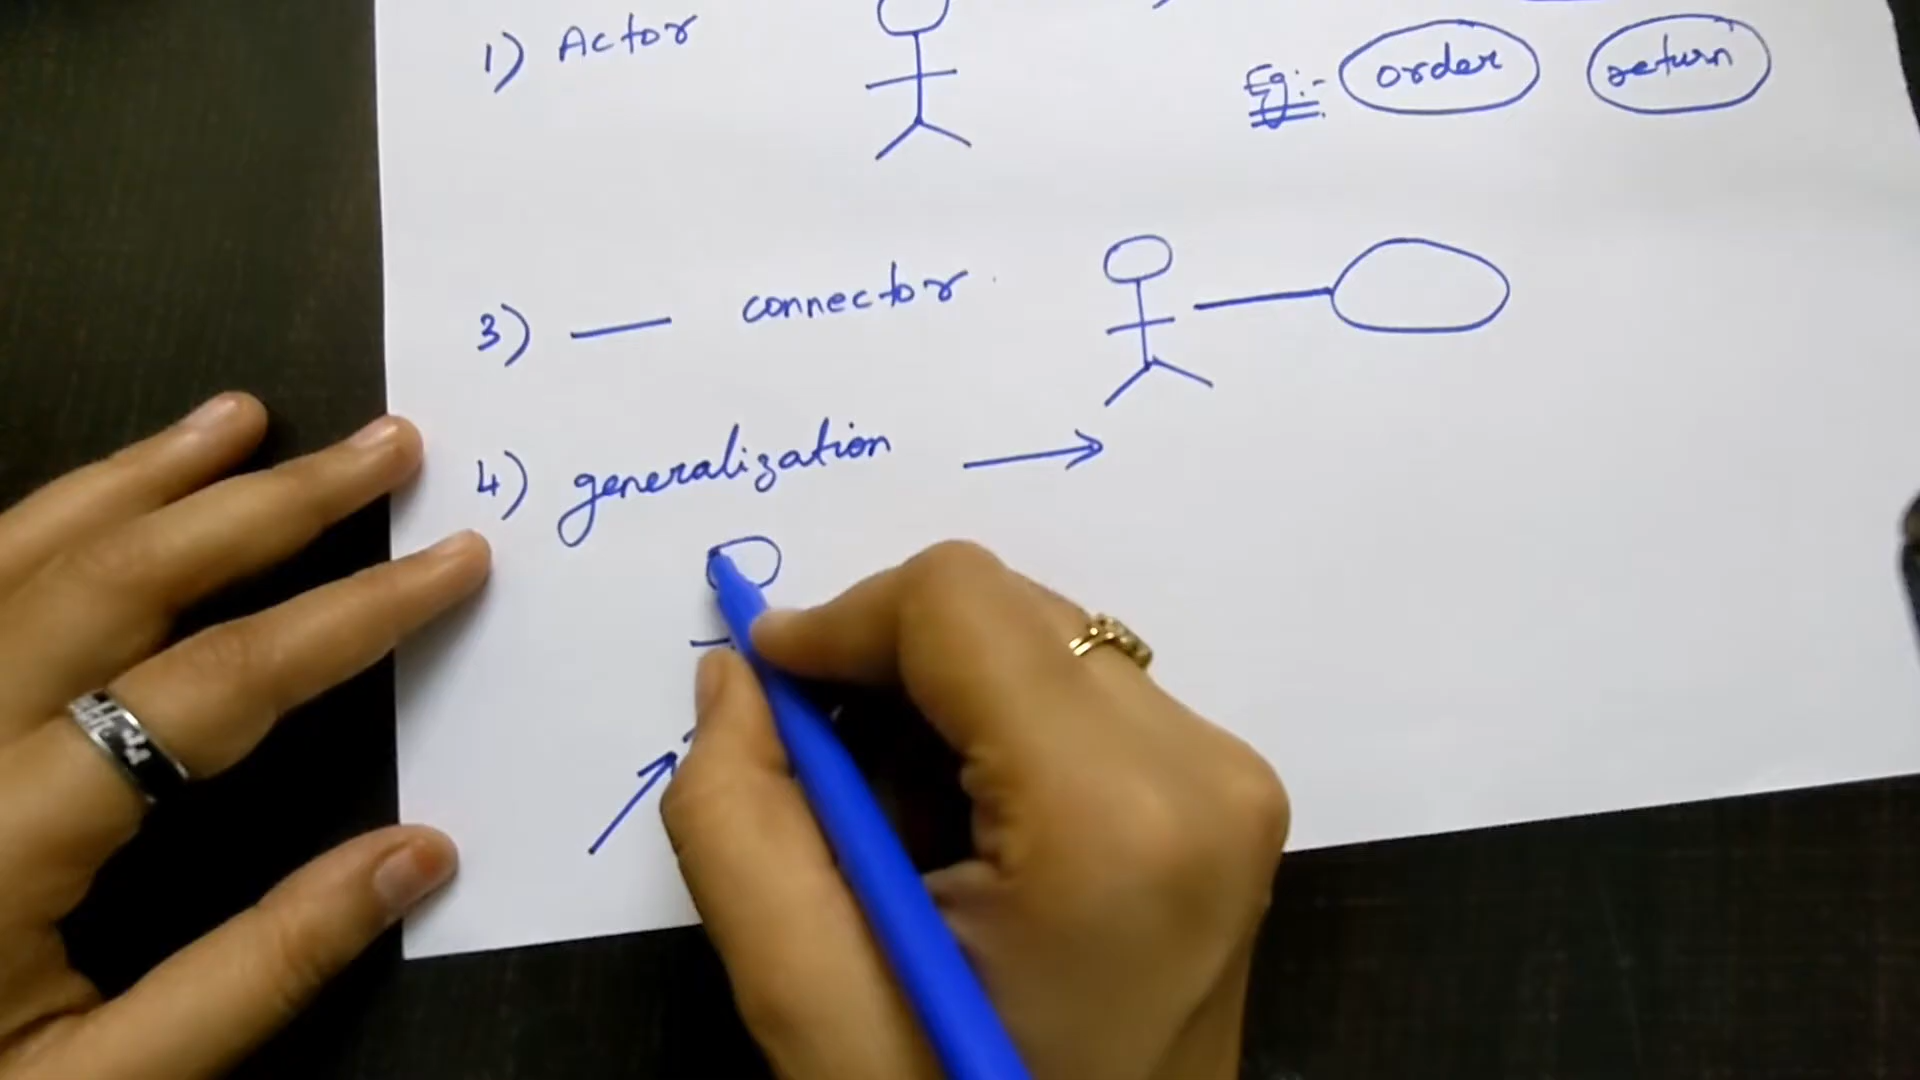 1) Actor
Eg:- order return
3) — connector
4) generalization →